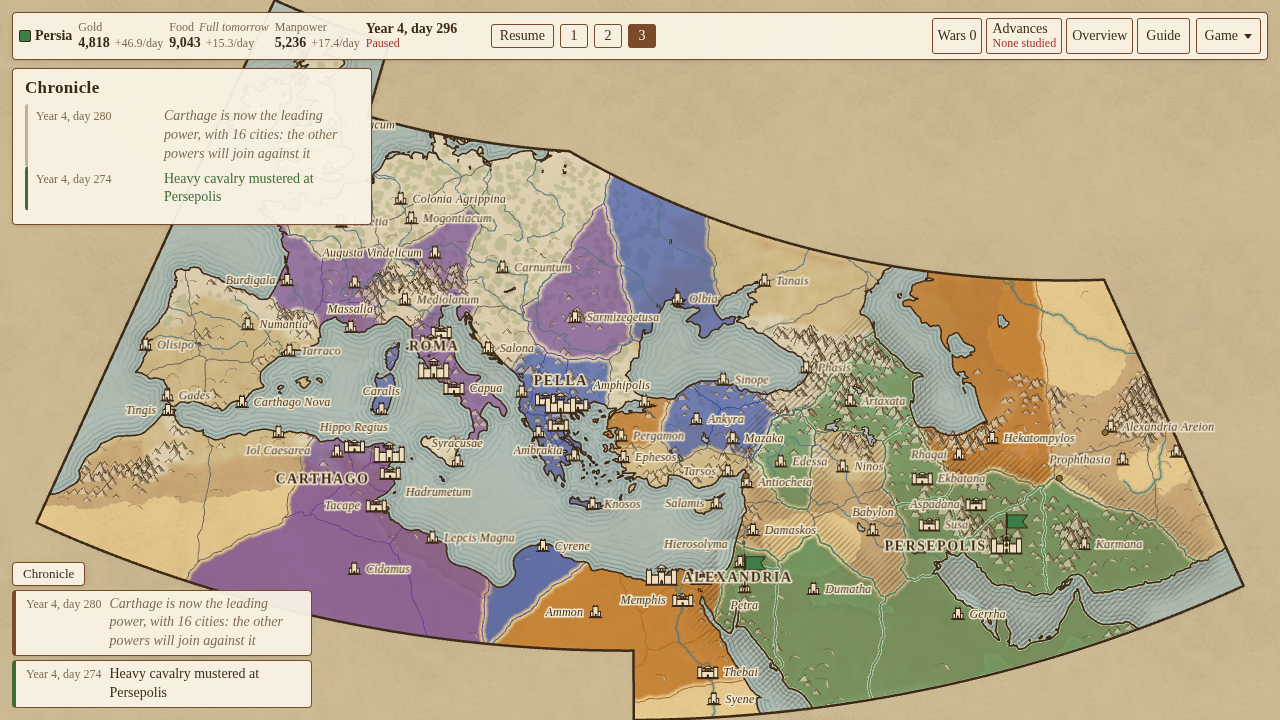 Persia
Gold
4,818 +46.9/day
Food Full tomorrow
9,043 +15.3/day
Manpower
5,236 +17.4/day
Year 4, day 296
Paused
Resume
1
2
3
Wars 0
Advances
None studied
Overview
Guide
Game
Chronicle
Year 4, day 280
Carthage is now the leading
power, with 16 cities: the other
powers will join against it
Year 4, day 274
Heavy cavalry mustered at
Persepolis
Colonia Agrippina
Mogontiacum
Augusta Vindelicum
Carnuntum
Burdigala
Mediolanum
Massalia
Sarmizegetusa
Olbia
Tanais
Numantia
Olisipo
Tarraco
ROMA
Salona
Phasis
PELLA
Amphipolis
Sinope
Caralis
Capua
Gades
Carthago Nova
Tingis
Artaxata
Ankyra
Hippo Regius
Pergamon
Mazaka
Alexandria Areion
Hekatompylos
Iol Caesarea
Syracusae
Ambrakia
Ephesos
Rhagai
Prophthasia
Tarsos
Edessa
Ninos
CARTHAGO
Antiocheia
Ekbatana
Hadrumetum
Tacape
Knosos
Salamis
Babylon
Aspadana
Susa
Damaskos
Lepcis Magna
Cyrene
Hierosolyma
PERSEPOLIS
Karmana
Cidamus
ALEXANDRIA
Dumatha
Memphis
Petra
Ammon
Gerrha
Thebai
Syene
Chronicle
Year 4, day 280
Carthage is now the leading
power, with 16 cities: the other
powers will join against it
Year 4, day 274
Heavy cavalry mustered at
Persepolis